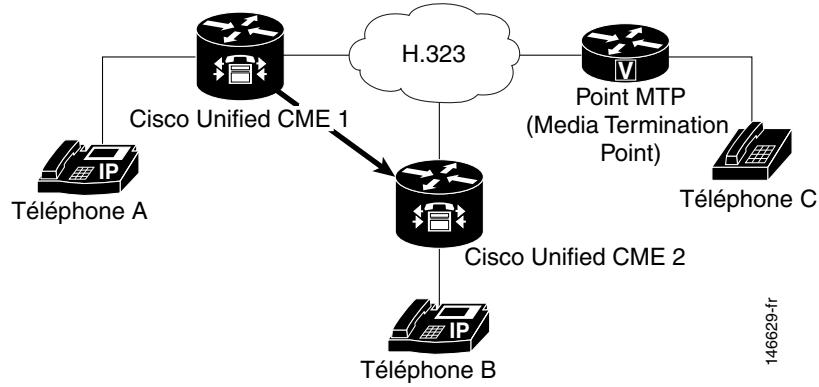 H.323
V
Cisco Unified CME 1
Point MTP
(Media Termination
Point)
IP
Téléphone A
Téléphone C
Cisco Unified CME 2
IP
Téléphone B
146629-fr